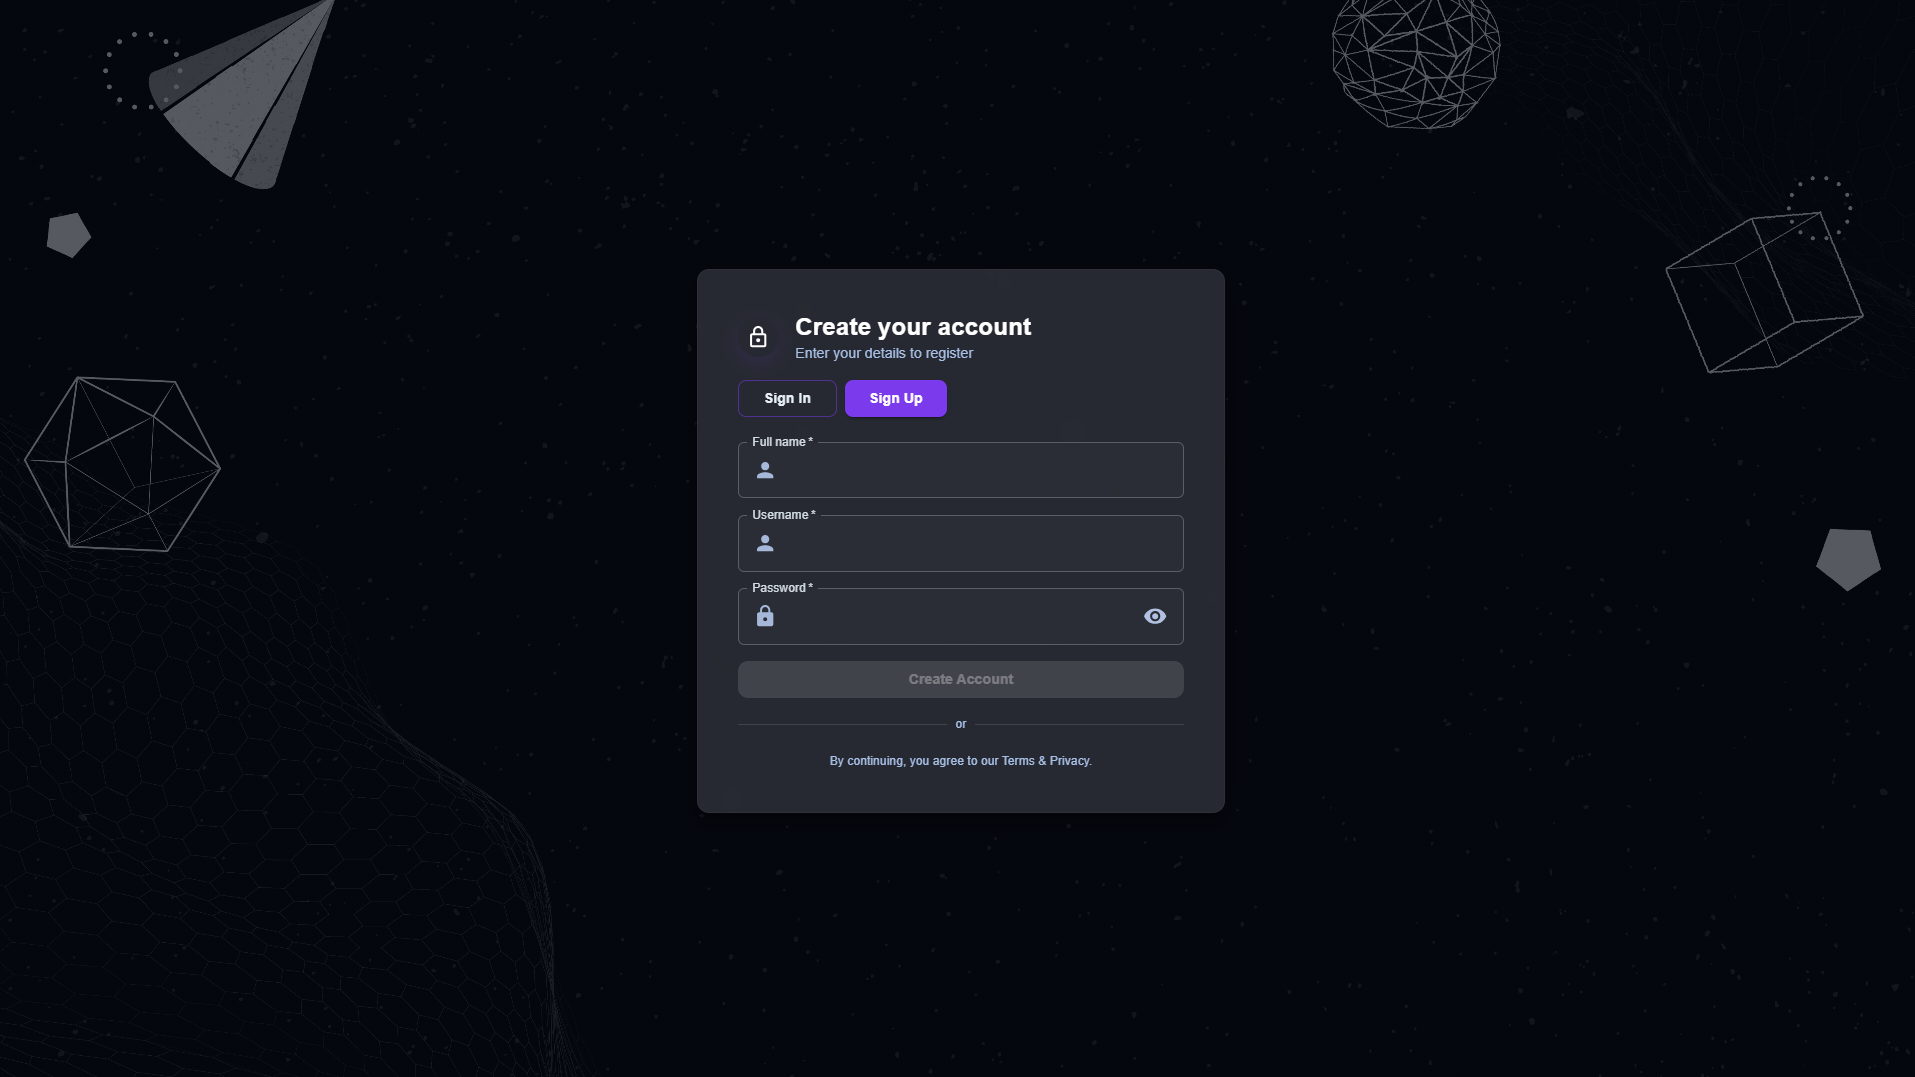 Create your account
Enter your details to register
Sign In
Sign Up
Full name *
Username *
Password *
Create Account
or
By continuing, you agree to our Terms & Privacy.